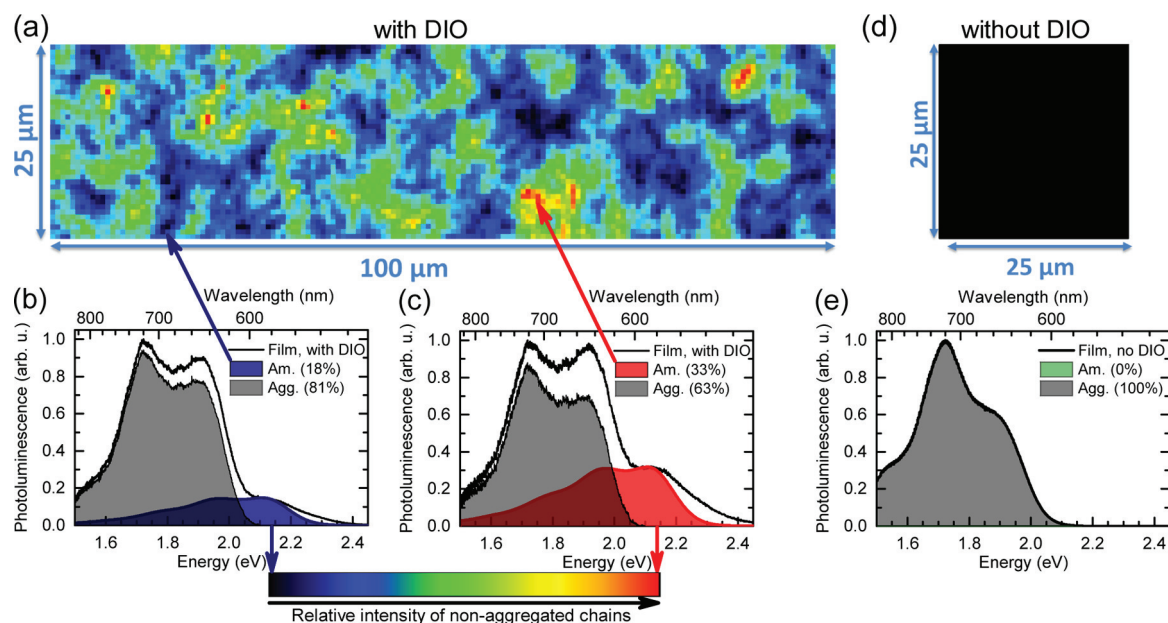 (a)
with DIO
25 µm
100 µm
(d)
without DIO
25 µm
25 µm
(b)
Wavelength (nm)
800 700 600
Film, with DIO
Am. (18%)
Agg. (81%)
Photoluminescence (arb. u.)
1.0
0.8
0.6
0.4
0.2
0.0
1.6 1.8 2.0 2.2 2.4
Energy (eV)
(c)
Wavelength (nm)
800 700 600
Film, with DIO
Am. (33%)
Agg. (63%)
Photoluminescence (arb. u.)
1.0
0.8
0.6
0.4
0.2
0.0
1.6 1.8 2.0 2.2 2.4
Energy (eV)
(e)
Wavelength (nm)
800 700 600
Film, no DIO
Am. (0%)
Agg. (100%)
Photoluminescence (arb. u.)
1.0
0.8
0.6
0.4
0.2
0.0
1.6 1.8 2.0 2.2 2.4
Energy (eV)
Relative intensity of non-aggregated chains